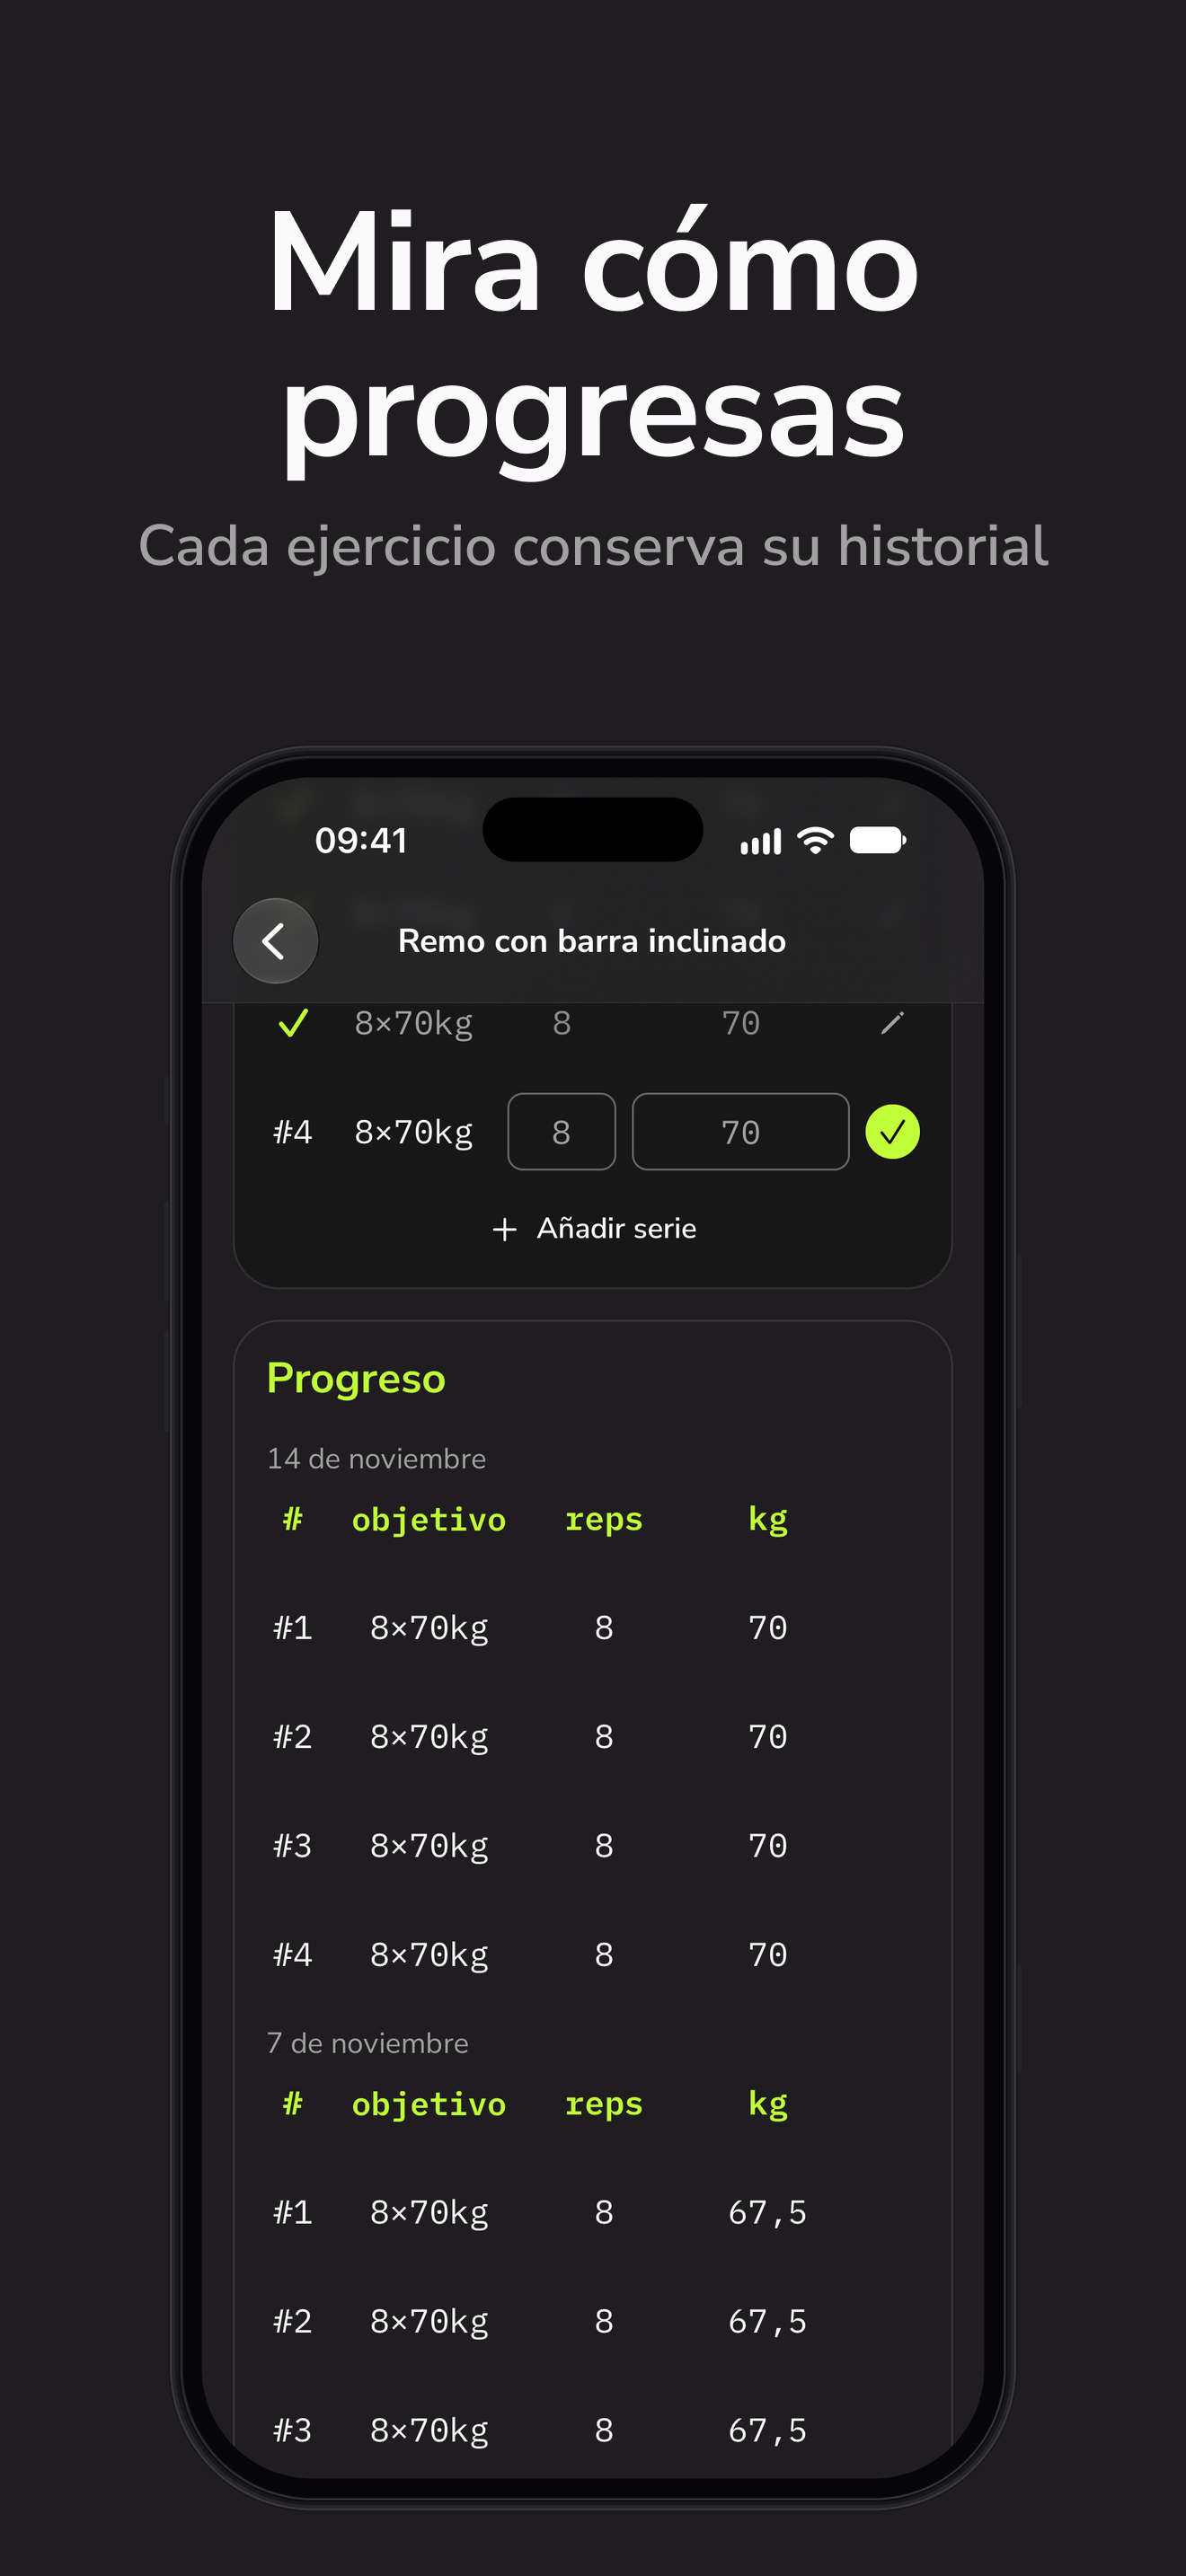 Mira cómo
progresas
Cada ejercicio conserva su historial
09:41
Remo con barra inclinado
8×70kg 8 70
#4 8×70kg 8 70
+ Añadir serie
Progreso
14 de noviembre
# objetivo reps kg
#1 8×70kg 8 70
#2 8×70kg 8 70
#3 8×70kg 8 70
#4 8×70kg 8 70
7 de noviembre
# objetivo reps kg
#1 8×70kg 8 67,5
#2 8×70kg 8 67,5
#3 8×70kg 8 67,5